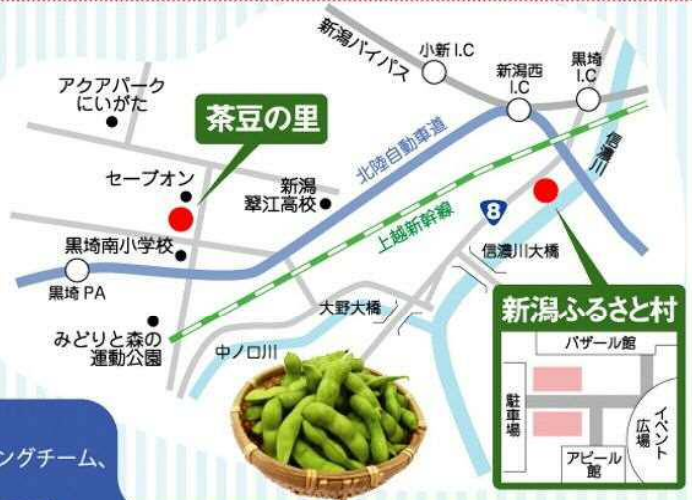 新潟バイパス
小新 I.C
新潟西
I.C
黒埼
I.C
アクアパーク
にいがた
茶豆の里
北陸自動車道
信濃川
セーブオン
新潟
翠江高校
8
上越新幹線
黒埼南小学校
信濃川大橋
黒埼 PA
大野大橋
新潟ふるさと村
みどりと森の
運動公園
中ノ口川
バザール館
駐車場
イベント
広場
アピール
館
ングチーム、